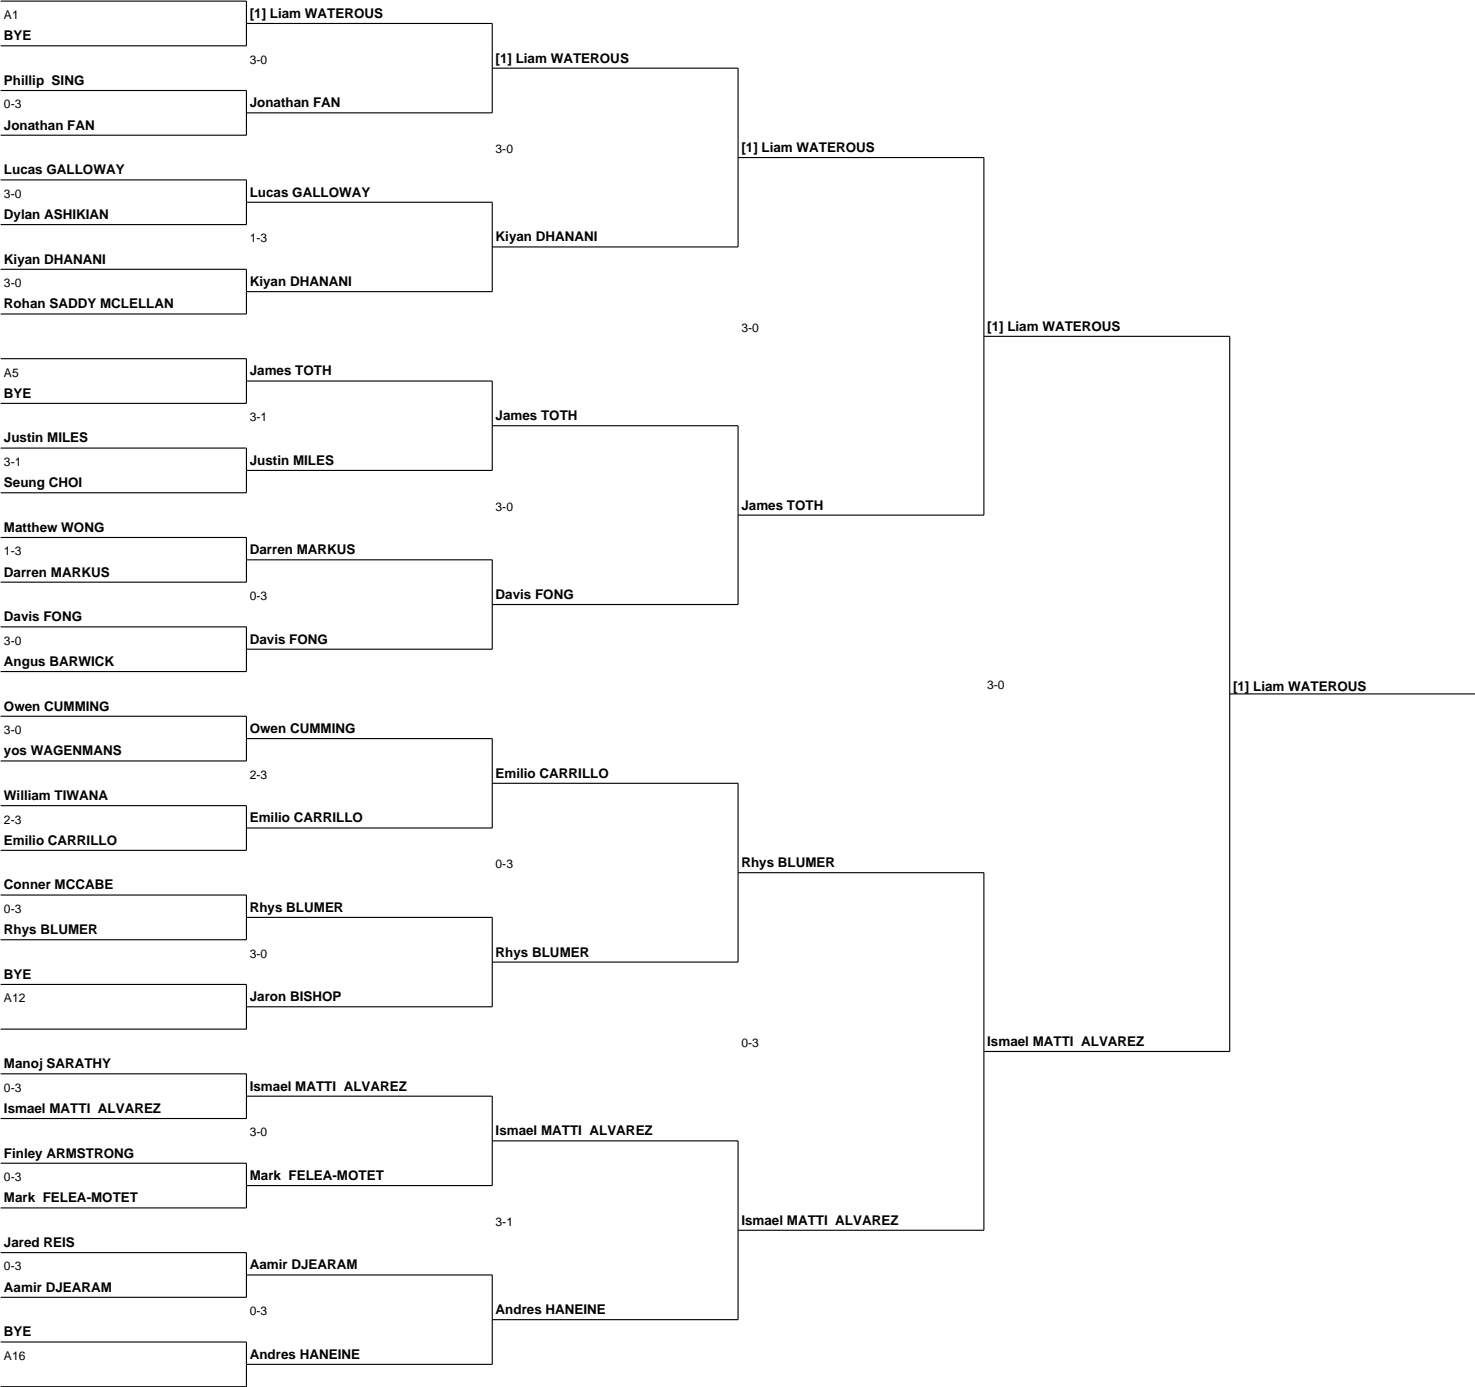 A1
BYE
[1] Liam WATEROUS
3-0
Phillip SING
0-3
Jonathan FAN
Jonathan FAN
[1] Liam WATEROUS
3-0
Lucas GALLOWAY
3-0
Dylan ASHIKIAN
Lucas GALLOWAY
1-3
Kiyan DHANANI
3-0
Rohan SADDY MCLELLAN
Kiyan DHANANI
Kiyan DHANANI
[1] Liam WATEROUS
3-0
A5
BYE
James TOTH
3-1
Justin MILES
3-1
Seung CHOI
Justin MILES
James TOTH
3-0
Matthew WONG
1-3
Darren MARKUS
Darren MARKUS
0-3
Davis FONG
3-0
Angus BARWICK
Davis FONG
Davis FONG
James TOTH
[1] Liam WATEROUS
3-0
[1] Liam WATEROUS
Owen CUMMING
3-0
yos WAGENMANS
Owen CUMMING
2-3
William TIWANA
2-3
Emilio CARRILLO
Emilio CARRILLO
Emilio CARRILLO
0-3
Conner MCCABE
0-3
Rhys BLUMER
Rhys BLUMER
3-0
BYE
A12
Jaron BISHOP
Rhys BLUMER
Rhys BLUMER
0-3
Manoj SARATHY
0-3
Ismael MATTI ALVAREZ
Ismael MATTI ALVAREZ
3-0
Finley ARMSTRONG
0-3
Mark FELEA-MOTET
Mark FELEA-MOTET
Ismael MATTI ALVAREZ
3-1
Jared REIS
0-3
Aamir DJEARAM
Aamir DJEARAM
0-3
BYE
A16
Andres HANEINE
Andres HANEINE
Ismael MATTI ALVAREZ
Ismael MATTI ALVAREZ